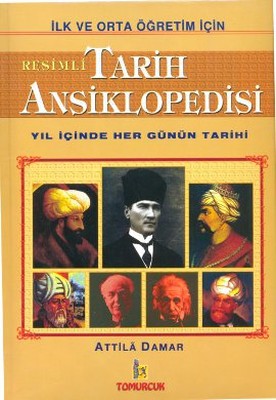 İLK VE ORTA ÖĞRETİM İÇİN
RESİMLİ TARİH
ANSİKLOPEDİSİ
YIL İÇİNDE HER GÜNÜN TARİHİ
ATTİLÂ DAMAR
TOMURCUK